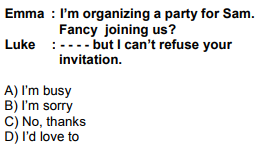 Emma : I'm organizing a party for Sam.
Fancy joining us?
Luke : - - - - but I can't refuse your
invitation.
A) I'm busy
B) I'm sorry
C) No, thanks
D) I'd love to